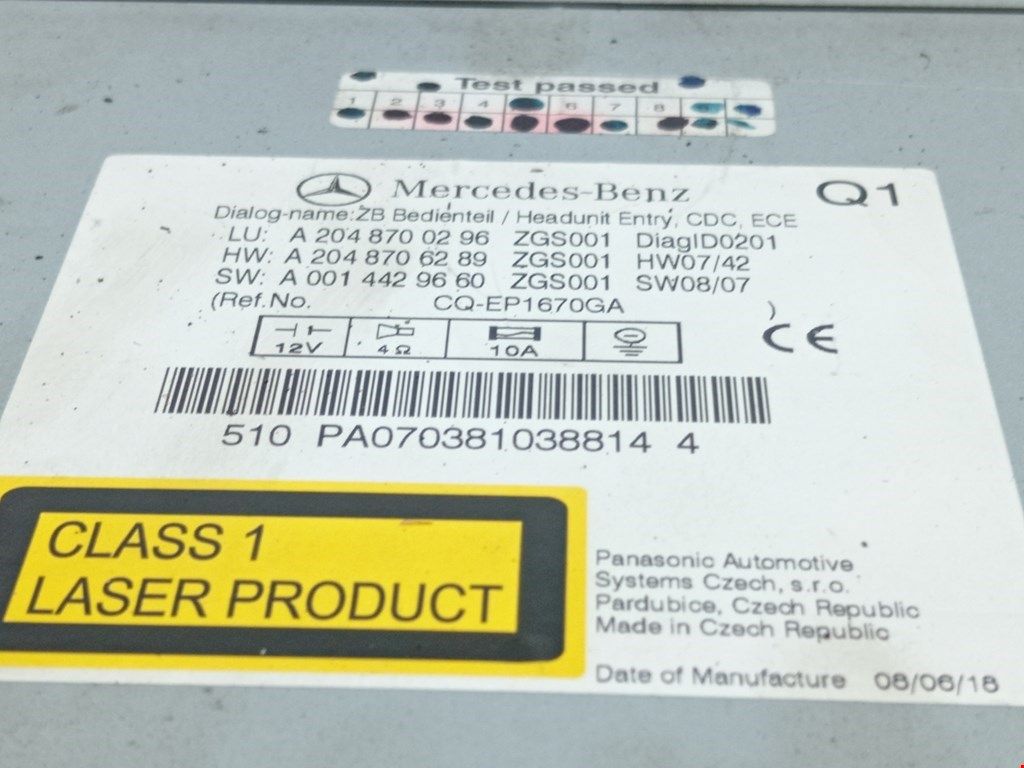 Test passed
1 2 3 4 6 7 8
Mercedes-Benz Q1
Dialog-name: ZB Bedienteil / Headunit Entry, CDC, ECE
LU: A 204 870 02 96 ZGS001 DiagID0201
HW: A 204 870 62 89 ZGS001 HW07/42
SW: A 001 442 96 60 ZGS001 SW08/07
(Ref.No. CQ-EP1670GA )
12V 4 Ω 10A
CE
510 PA070381038814 4
CLASS 1
LASER PRODUCT
Panasonic Automotive
Systems Czech, s.r.o.
Pardubice, Czech Republic
Made in Czech Republic
Date of Manufacture 08/06/18